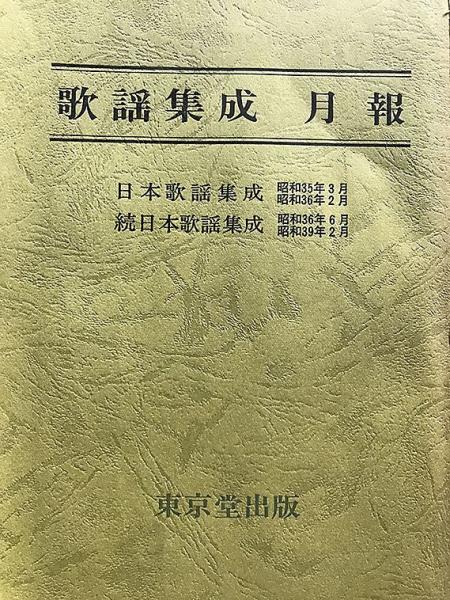 歌謡集成 月報
日本歌謡集成 昭和35年3月
昭和36年2月
続日本歌謡集成 昭和36年6月
昭和39年2月
東京堂出版